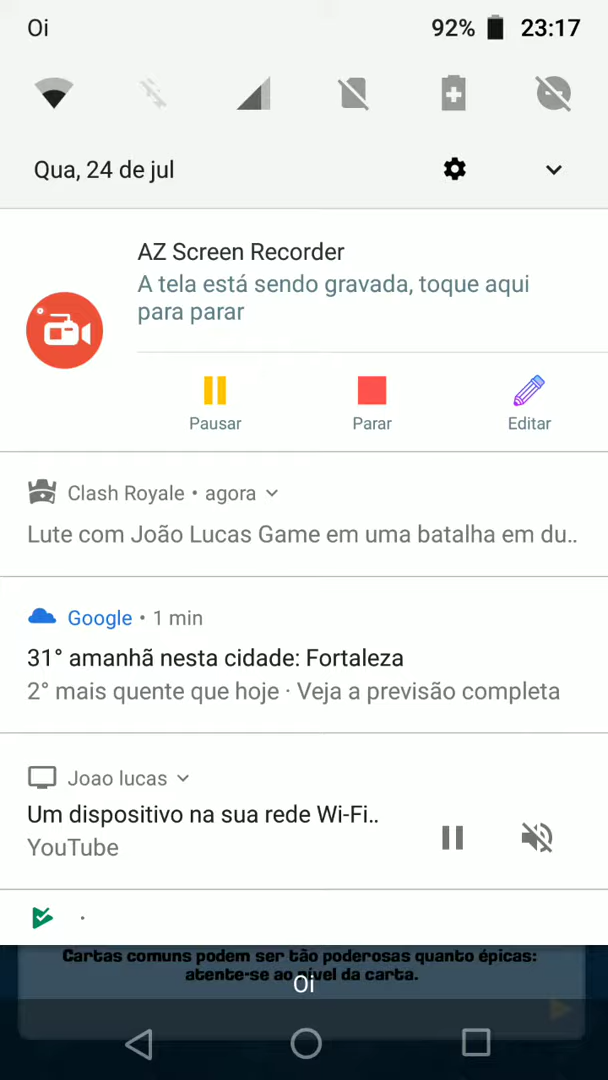 Oi 92% 23:17
Qua, 24 de jul
AZ Screen Recorder
A tela está sendo gravada, toque aqui
para parar
Pausar Parar Editar
Clash Royale • agora
Lute com João Lucas Game em uma batalha em du..
Google • 1 min
31° amanhã nesta cidade: Fortaleza
2° mais quente que hoje · Veja a previsão completa
Joao lucas
Um dispositivo na sua rede Wi-Fi..
YouTube
Cartas comuns podem ser tão poderosas quanto épicas:
atente-se ao nível da carta.
Oi